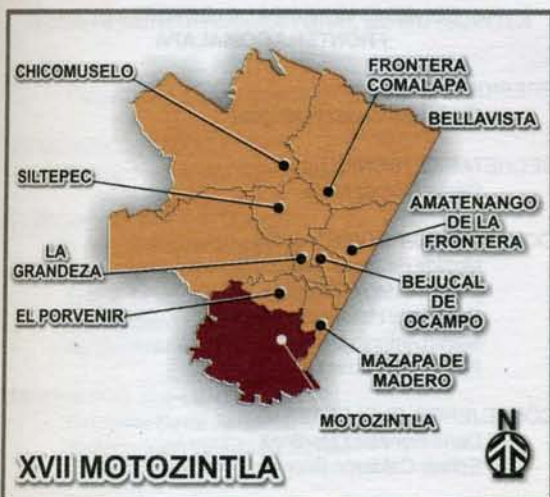 CHICOMUSELO
FRONTERA
COMALAPA
BELLAVISTA
SILTEPEC
AMATENANGO
DE LA
FRONTERA
LA
GRANDEZA
BEJUCAL
DE
OCAMPO
EL PORVENIR
MAZAPA DE
MADERO
MOTOZINTLA
N
XVII MOTOZINTLA